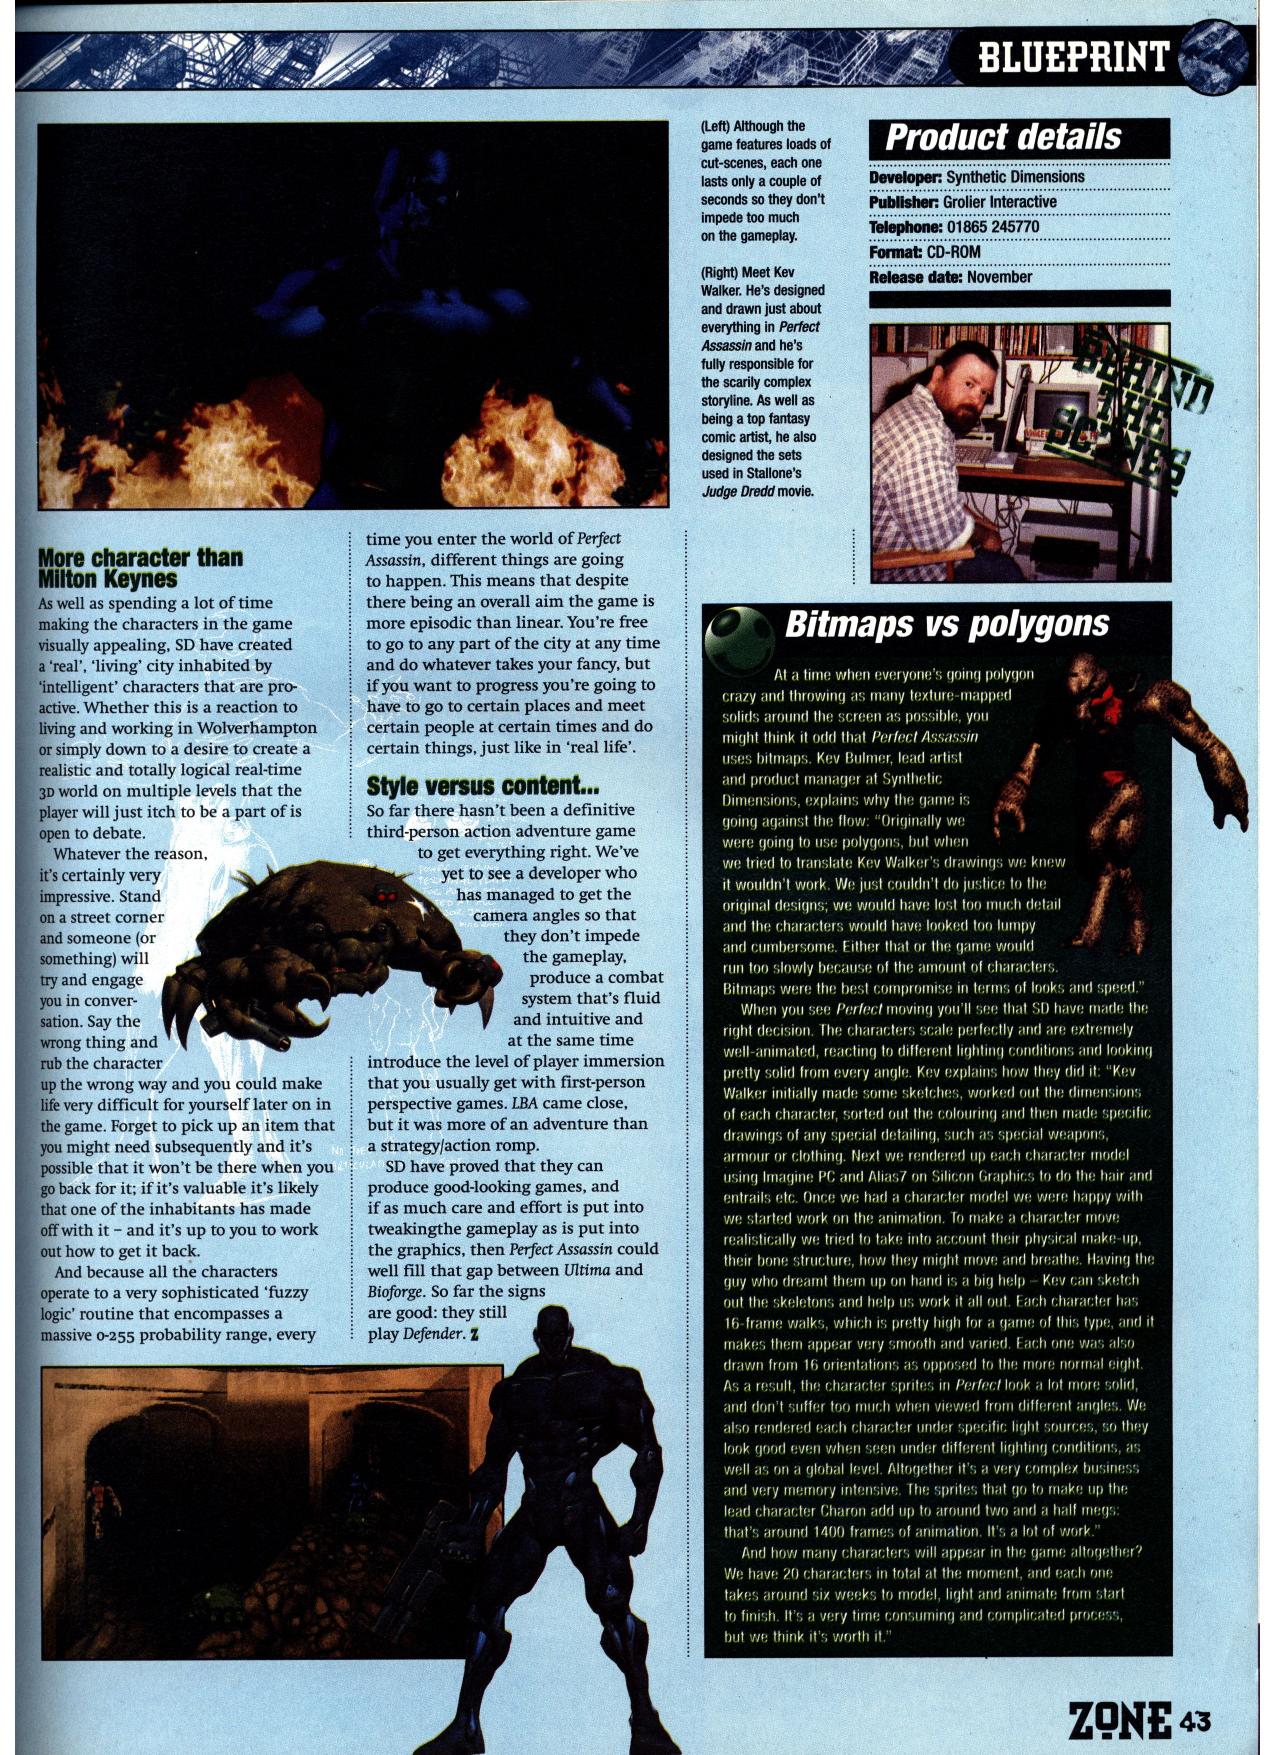 BLUEPRINT
(Left) Although the
game features loads of
cut-scenes, each one
lasts only a couple of
seconds so they don't
impede too much
on the gameplay.
(Right) Meet Kev
Walker. He's designed
and drawn just about
everything in Perfect
Assassin and he's
fully responsible for
the scarily complex
storyline. As well as
being a top fantasy
comic artist, he also
designed the sets
used in Stallone's
Judge Dredd movie.
Product details
Developer: Synthetic Dimensions
Publisher: Grolier Interactive
Telephone: 01865 245770
Format: CD-ROM
Release date: November
BEHIND
THE
SCENES
More character than
Milton Keynes
As well as spending a lot of time
making the characters in the game
visually appealing, SD have created
a 'real', 'living' city inhabited by
'intelligent' characters that are pro-
active. Whether this is a reaction to
living and working in Wolverhampton
or simply down to a desire to create a
realistic and totally logical real-time
3D world on multiple levels that the
player will just itch to be a part of is
open to debate.
Whatever the reason,
it's certainly very
impressive. Stand
on a street corner
and someone (or
something) will
try and engage
you in conver-
sation. Say the
wrong thing and
rub the character
up the wrong way and you could make
life very difficult for yourself later on in
the game. Forget to pick up an item that
you might need subsequently and it's
possible that it won't be there when you
go back for it; if it's valuable it's likely
that one of the inhabitants has made
off with it – and it's up to you to work
out how to get it back.
And because all the characters
operate to a very sophisticated 'fuzzy
logic' routine that encompasses a
massive 0-255 probability range, every
time you enter the world of Perfect
Assassin, different things are going
to happen. This means that despite
there being an overall aim the game is
more episodic than linear. You're free
to go to any part of the city at any time
and do whatever takes your fancy, but
if you want to progress you're going to
have to go to certain places and meet
certain people at certain times and do
certain things, just like in 'real life'.
Style versus content...
So far there hasn't been a definitive
third-person action adventure game
to get everything right. We've
yet to see a developer who
has managed to get the
camera angles so that
they don't impede
the gameplay,
produce a combat
system that's fluid
and intuitive and
at the same time
introduce the level of player immersion
that you usually get with first-person
perspective games. LBA came close,
but it was more of an adventure than
a strategy/action romp.
SD have proved that they can
produce good-looking games, and
if as much care and effort is put into
tweakingthe gameplay as is put into
the graphics, then Perfect Assassin could
well fill that gap between Ultima and
Bioforge. So far the signs
are good: they still
play Defender. Z
Bitmaps vs polygons
At a time when everyone's going polygon
crazy and throwing as many texture-mapped
solids around the screen as possible, you
might think it odd that Perfect Assassin
uses bitmaps. Kev Bulmer, lead artist
and product manager at Synthetic
Dimensions, explains why the game is
going against the flow: "Originally we
were going to use polygons, but when
we tried to translate Kev Walker's drawings we knew
it wouldn't work. We just couldn't do justice to the
original designs; we would have lost too much detail
and the characters would have looked too lumpy
and cumbersome. Either that or the game would
run too slowly because of the amount of characters.
Bitmaps were the best compromise in terms of looks and speed."
When you see Perfect moving you'll see that SD have made the
right decision. The characters scale perfectly and are extremely
well-animated, reacting to different lighting conditions and looking
pretty solid from every angle. Kev explains how they did it: "Kev
Walker initially made some sketches, worked out the dimensions
of each character, sorted out the colouring and then made specific
drawings of any special detailing, such as special weapons,
armour or clothing. Next we rendered up each character model
using Imagine PC and Alias7 on Silicon Graphics to do the hair and
entrails etc. Once we had a character model we were happy with
we started work on the animation. To make a character move
realistically we tried to take into account their physical make-up,
their bone structure, how they might move and breathe. Having the
guy who dreamt them up on hand is a big help – Kev can sketch
out the skeletons and help us work it all out. Each character has
16-frame walks, which is pretty high for a game of this type, and it
makes them appear very smooth and varied. Each one was also
drawn from 16 orientations as opposed to the more normal eight.
As a result, the character sprites in Perfect look a lot more solid,
and don't suffer too much when viewed from different angles. We
also rendered each character under specific light sources, so they
look good even when seen under different lighting conditions, as
well as on a global level. Altogether it's a very complex business
and very memory intensive. The sprites that go to make up the
lead character Charon add up to around two and a half megs:
that's around 1400 frames of animation. It's a lot of work."
And how many characters will appear in the game altogether?
We have 20 characters in total at the moment, and each one
takes around six weeks to model, light and animate from start
to finish. It's a very time consuming and complicated process,
but we think it's worth it."
ZONE 43